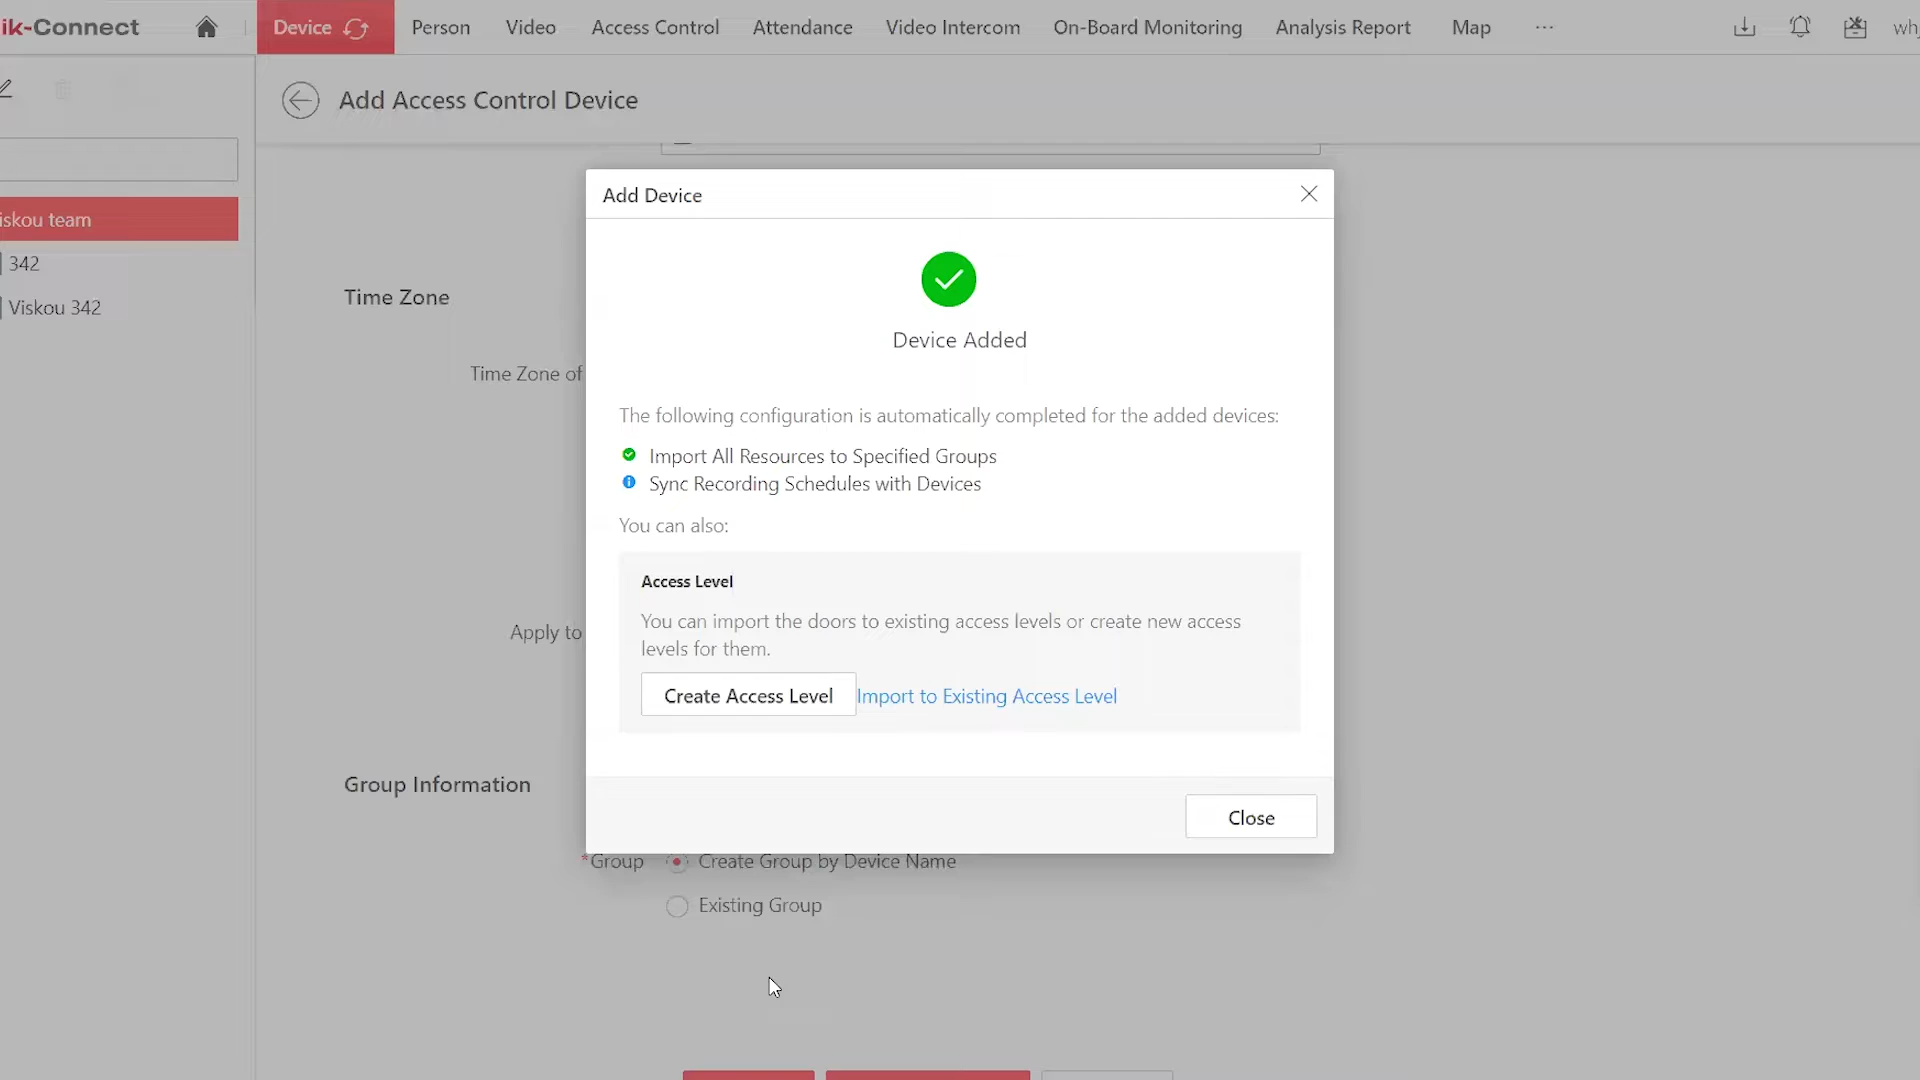 ik-Connect
Device
Person
Video
Access Control
Attendance
Video Intercom
On-Board Monitoring
Analysis Report
Map
...
Add Access Control Device
iskou team
342
Viskou 342
Time Zone
Time Zone of
Apply to
Group Information
*Group
Create Group by Device Name
Existing Group
Add Device
Device Added
The following configuration is automatically completed for the added devices:
Import All Resources to Specified Groups
Sync Recording Schedules with Devices
You can also:
Access Level
You can import the doors to existing access levels or create new access
levels for them.
Create Access Level
Import to Existing Access Level
Close